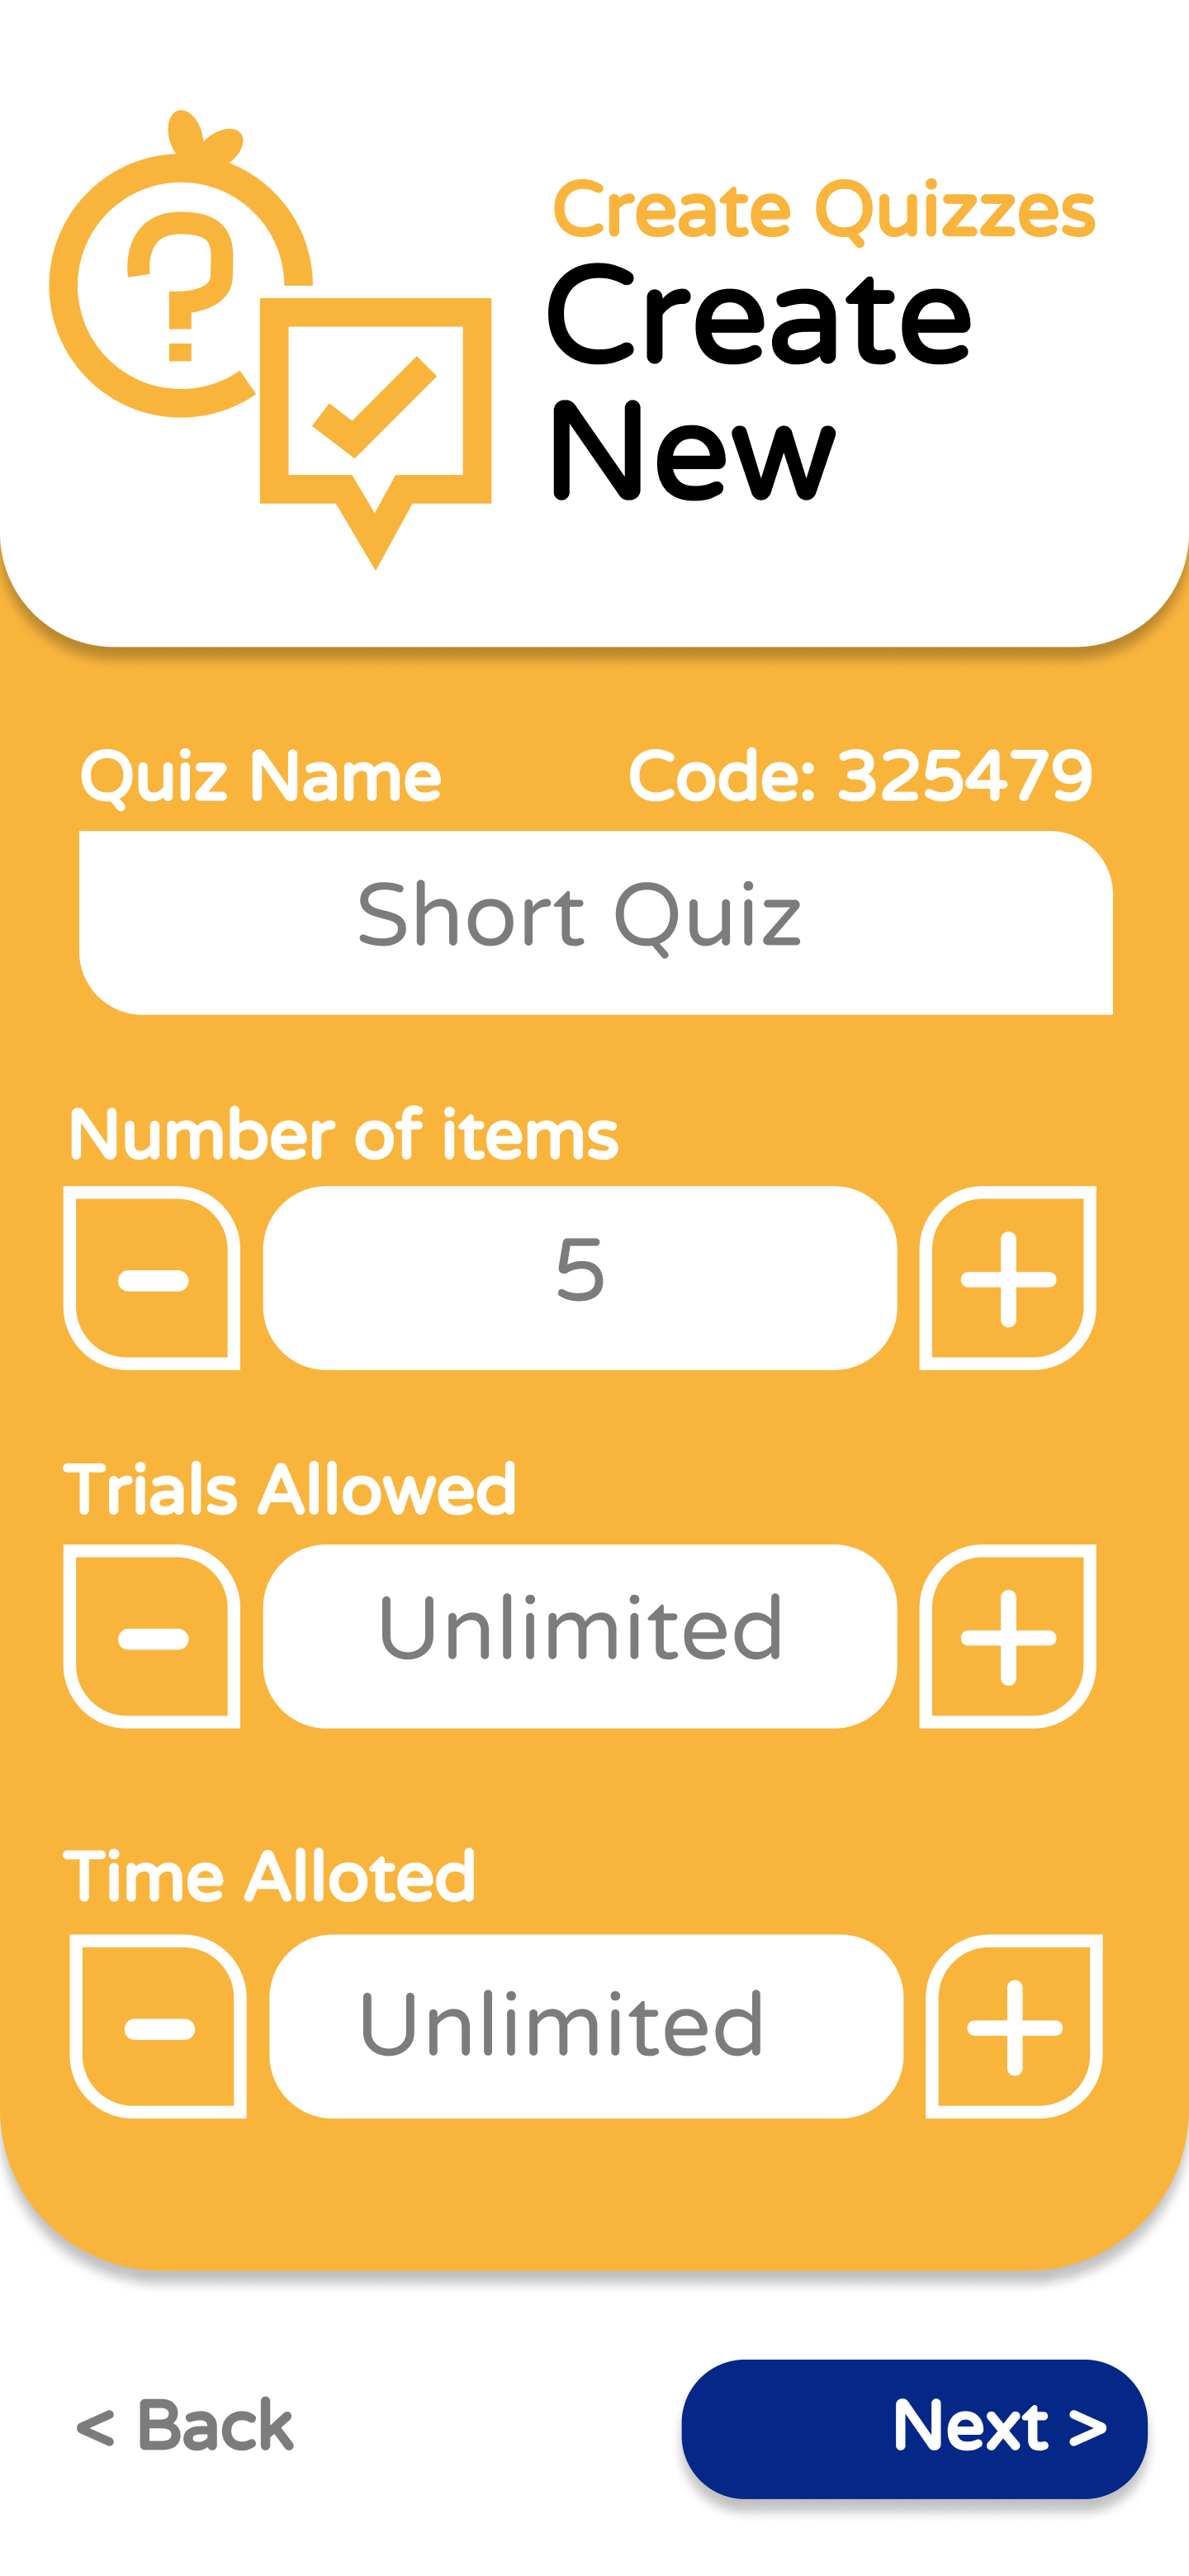 Create Quizzes
Create
New
Quiz Name
Code: 325479
Short Quiz
Number of items
5
Trials Allowed
Unlimited
Time Alloted
Unlimited
< Back
Next >